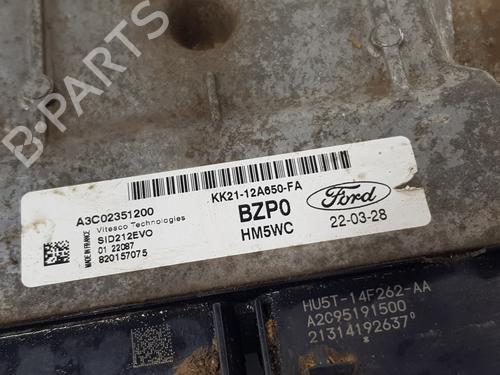 B-Parts
A3C02351200
Vitesco Technologies
SID212EVO
01 22087
820157075
MADE IN FRANCE
KK21-12A650-FA
BZP0
HM5WC
Ford
22-03-28
HU5T-14F262-AA
A2C95191500
21314192637